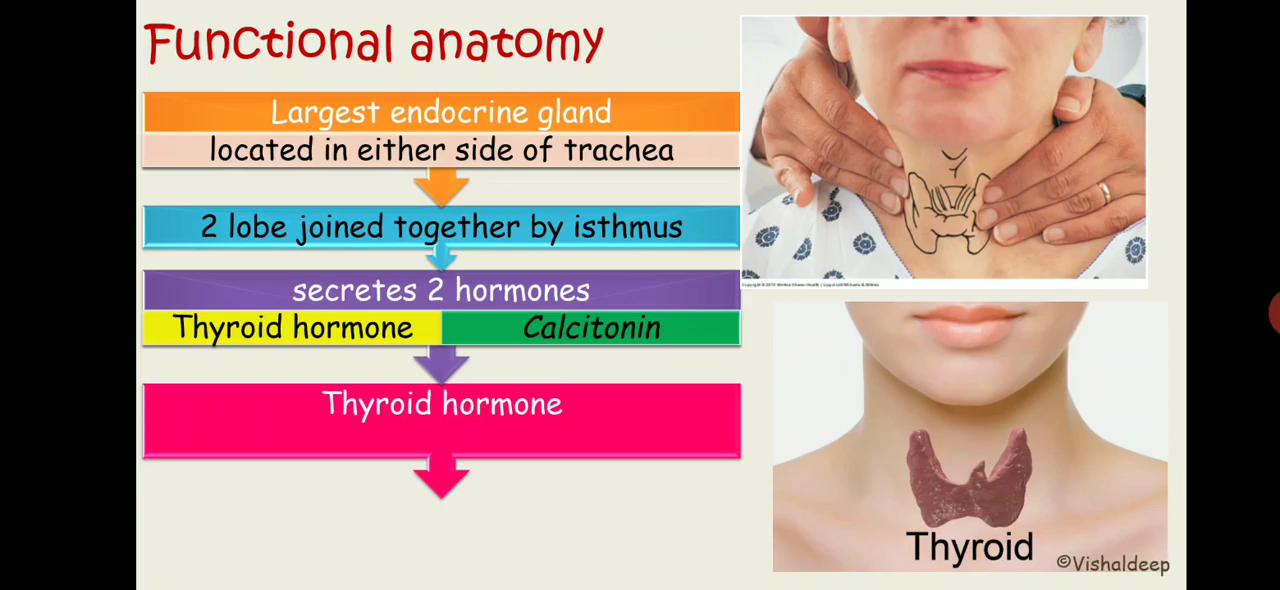 Functional anatomy
Largest endocrine gland
located in either side of trachea
2 lobe joined together by isthmus
secretes 2 hormones
Thyroid hormone
Calcitonin
Thyroid hormone
Thyroid
©Vishaldeep